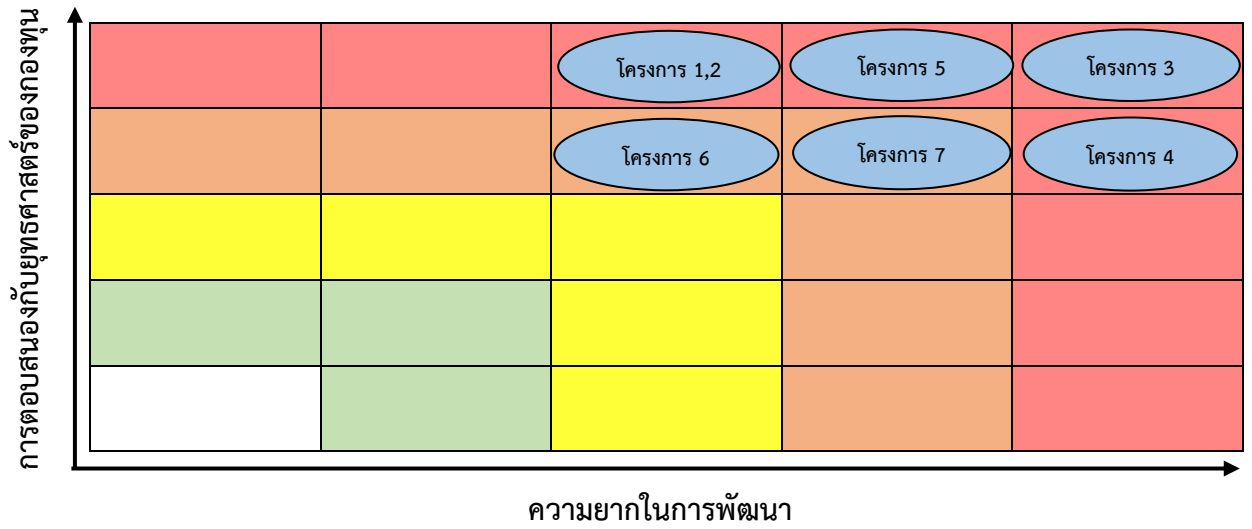 การตอบสนองกับยุทธศาสตร์ของกองทุน
โครงการ 1,2
โครงการ 5
โครงการ 3
โครงการ 6
โครงการ 7
โครงการ 4
ความยากในการพัฒนา